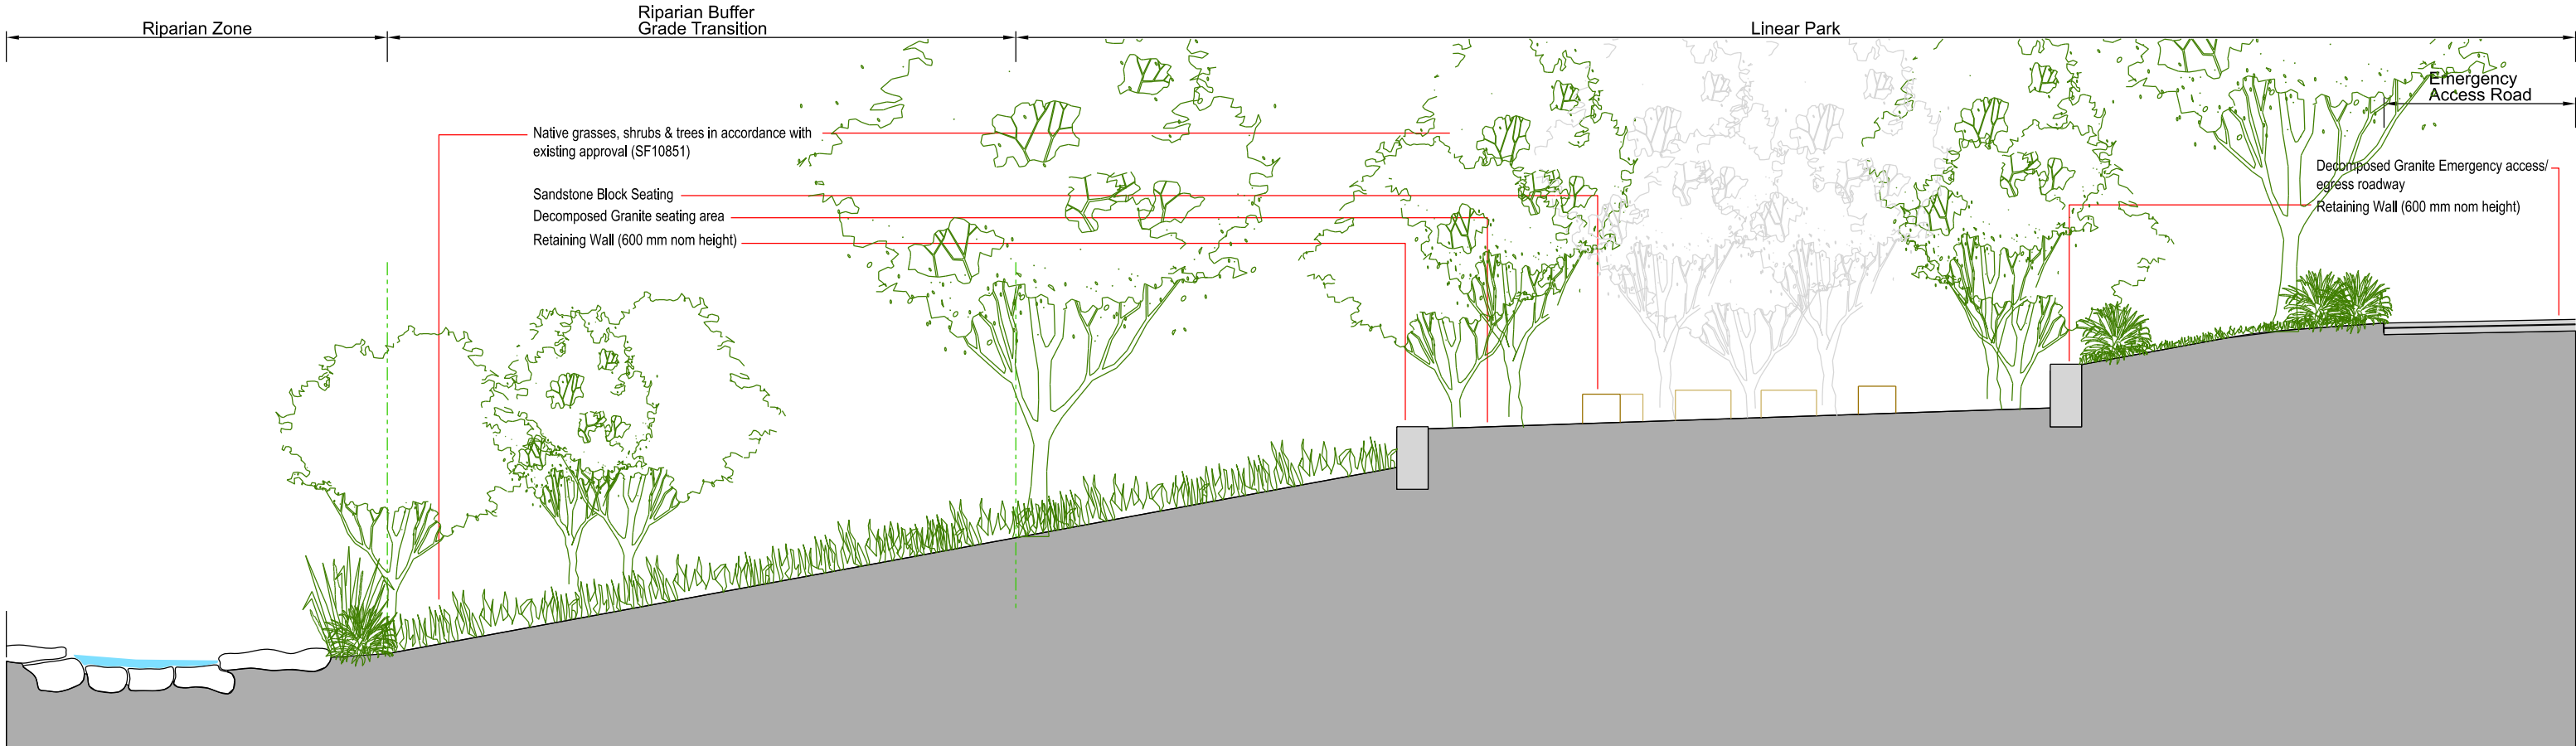 Riparian Zone
Riparian Buffer
Grade Transition
Linear Park
Emergency
Access Road
Native grasses, shrubs & trees in accordance with
existing approval (SF10851)
Sandstone Block Seating
Decomposed Granite seating area
Retaining Wall (600 mm nom height)
Decomposed Granite Emergency access/
egress roadway
Retaining Wall (600 mm nom height)